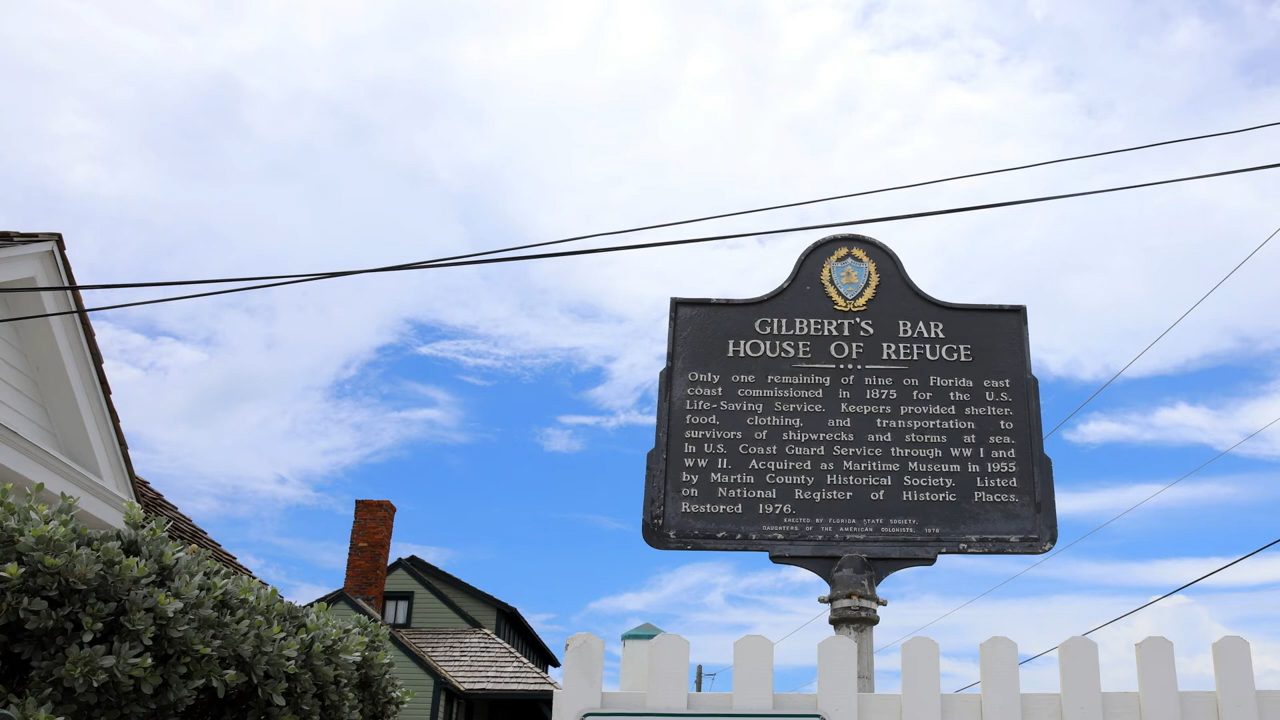 GILBERT'S BAR
HOUSE OF REFUGE
Only one remaining of nine on Florida east
coast commissioned in 1875 for the U.S.
Life-Saving Service. Keepers provided shelter,
food, clothing, and transportation to
survivors of shipwrecks and storms at sea.
In U.S. Coast Guard Service through WW I and
WW II. Acquired as Maritime Museum in 1955
by Martin County Historical Society. Listed
on National Register of Historic Places.
Restored 1976.
ERECTED BY FLORIDA STATE SOCIETY,
DAUGHTERS OF THE AMERICAN COLONISTS, 1976